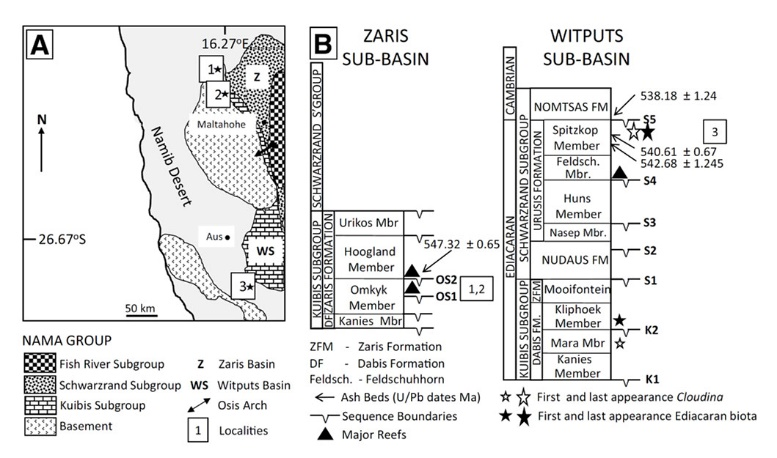 A
16.27°E
1
Z
2
Maltahohe
N
Namib Desert
Aus
26.67°S
WS
3
50 km
NAMA GROUP
Fish River Subgroup
Schwarzrand Subgroup
Kuibis Subgroup
Basement
Z Zaris Basin
WS Witputs Basin
Osis Arch
1 Localities
B
ZARIS
SUB-BASIN
SCHWARZRAND S'GROUP
KUIBIS SUBGROUP
DF ZARIS FORMATION
Urikos Mbr
Hoogland
Member
547.32 ± 0.65
OS2
Omkyk
Member
OS1
1,2
Kanies Mbr
ZFM - Zaris Formation
DF - Dabis Formation
Feldsch. - Feldschuhhorn
Ash Beds (U/Pb dates Ma)
Sequence Boundaries
Major Reefs
WITPUTS
SUB-BASIN
CAMBRIAN
EDIACARAN
SCHWARZRAND SUBGROUP
KUIBIS SUBGROUP
URUSIS FORMATION
ZFM
DABIS FM.
NOMTSAS FM
538.18 ± 1.24
S5
Spitzkop
Member
3
540.61 ± 0.67
542.68 ± 1.245
Feldsch.
Mbr.
S4
Huns
Member
S3
Nasep Mbr.
S2
NUDAUS FM
S1
Mooifontein
Kliphoek
Member
K2
Mara Mbr
Kanies
Member
K1
First and last appearance Cloudina
First and last appearance Ediacaran biota